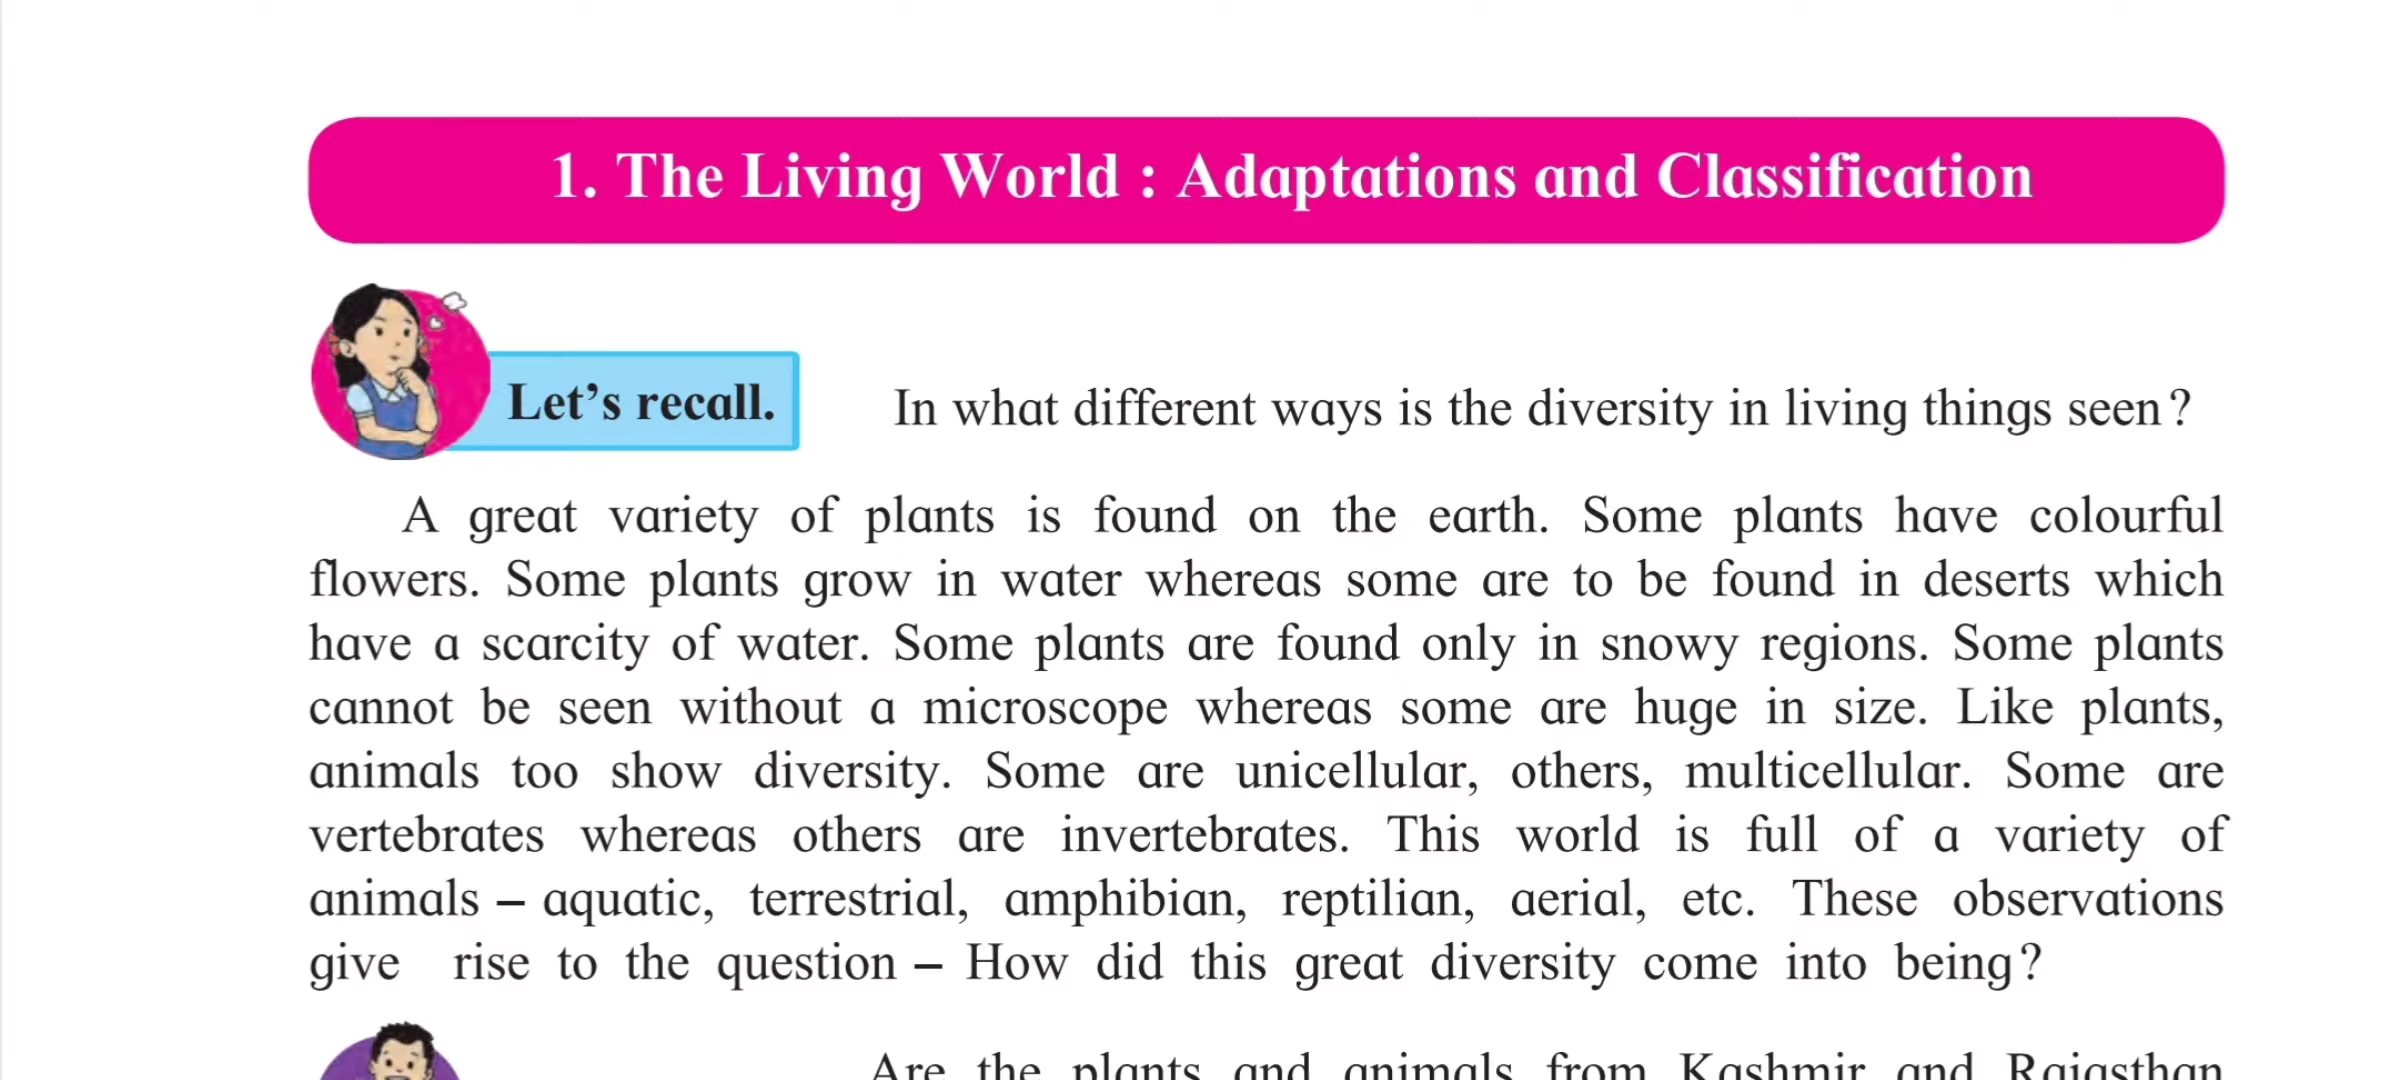 1. The Living World : Adaptations and Classification
Let's recall.
In what different ways is the diversity in living things seen?
A great variety of plants is found on the earth. Some plants have colourful
flowers. Some plants grow in water whereas some are to be found in deserts which
have a scarcity of water. Some plants are found only in snowy regions. Some plants
cannot be seen without a microscope whereas some are huge in size. Like plants,
animals too show diversity. Some are unicellular, others, multicellular. Some are
vertebrates whereas others are invertebrates. This world is full of a variety of
animals – aquatic, terrestrial, amphibian, reptilian, aerial, etc. These observations
give rise to the question – How did this great diversity come into being?
Are the plants and animals from Kashmir and Rajasthan